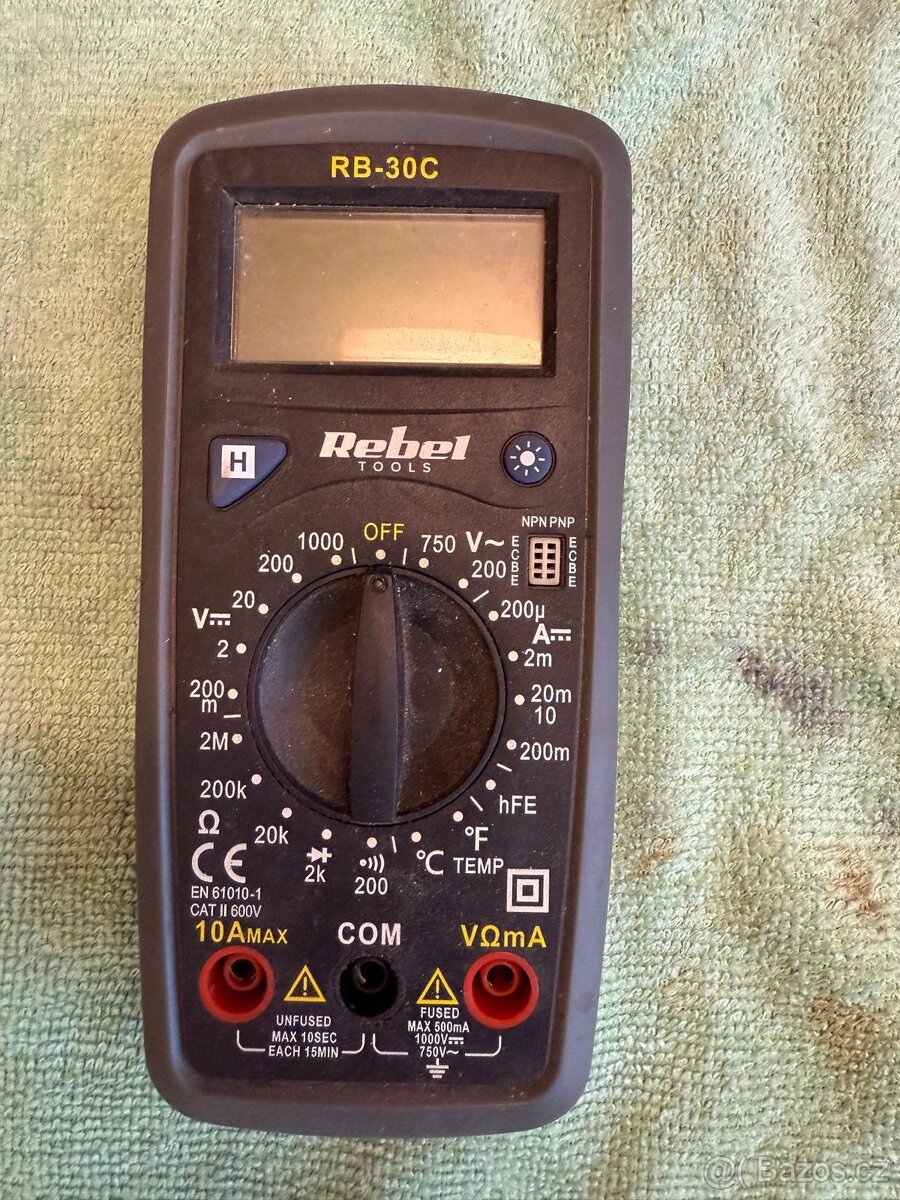 RB-30C
H
Rebel
TOOLS
NPN PNP
E E
C C
B B
E E
OFF
1000
200
20
V⎓
2
200
m
2M
200k
Ω
20k
2k
200
750 V~
200
200µ
A⎓
2m
20m
10
200m
hFE
°F
°C TEMP
CE
EN 61010-1
CAT II 600V
10AMAX
COM
VΩmA
UNFUSED
MAX 10SEC
EACH 15MIN
FUSED
MAX 500mA
1000V⎓
750V~
@ Bazos.cz